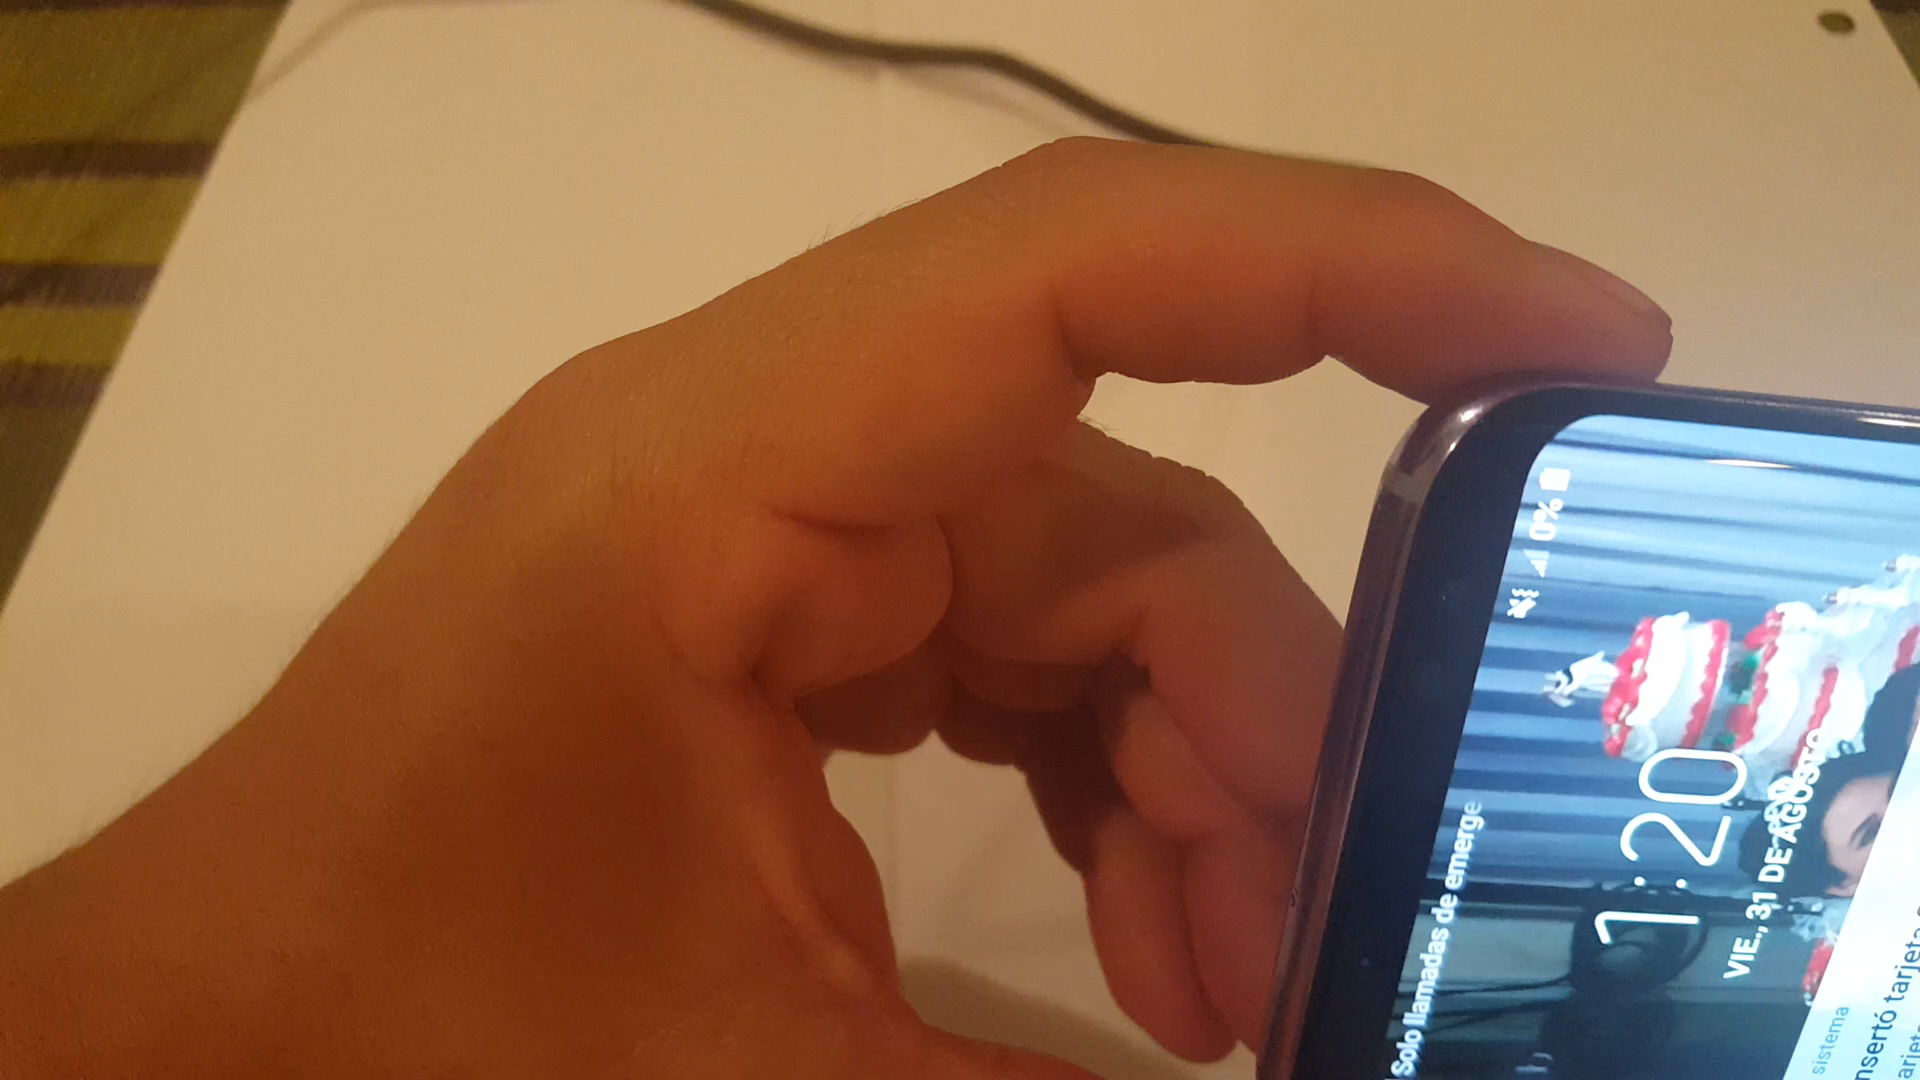 Solo llamadas de emerge
0%
1:20
VIE., 31 DE AGOSTO
sistema
nsertó tarjeta